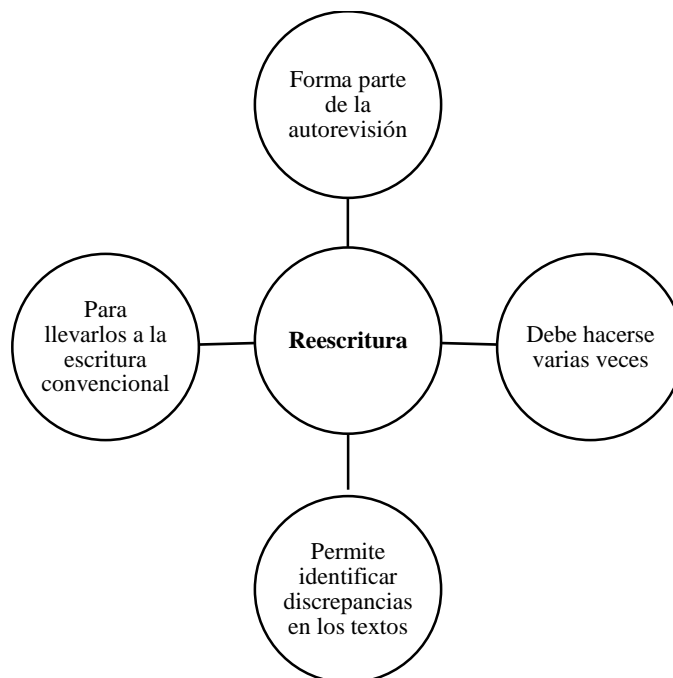 Forma parte
de la
autorevisión
Para
llevarlos a la
escritura
convencional
Reescritura
Debe hacerse
varias veces
Permite
identificar
discrepancias
en los textos